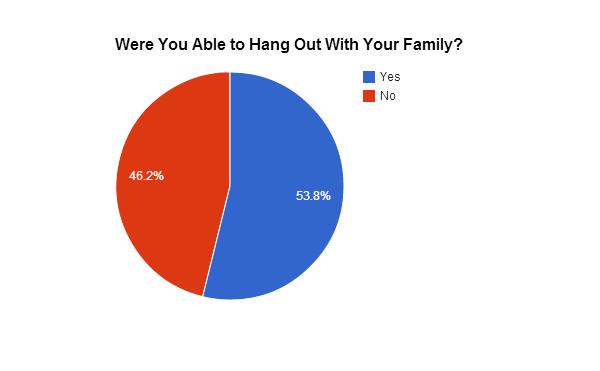 Were You Able to Hang Out With Your Family?
Yes
No
46.2%
53.8%